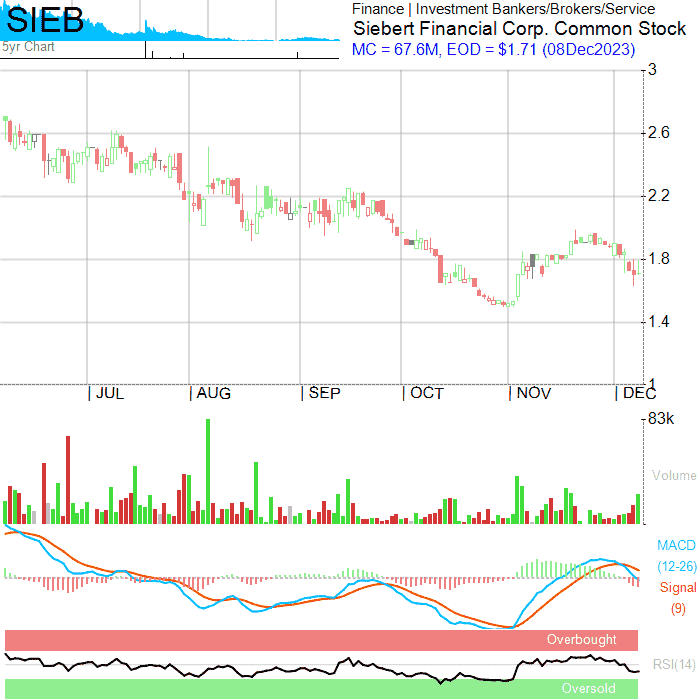 SIEB
5yr Chart
Finance | Investment Bankers/Brokers/Service
Siebert Financial Corp. Common Stock
MC = 67.6M, EOD = $1.71 (08Dec2023)
3
2.6
2.2
1.8
1.4
1
JUL AUG SEP OCT NOV DEC
83k
Volume
MACD
(12-26)
Signal
(9)
Overbought
RSI(14)
Oversold